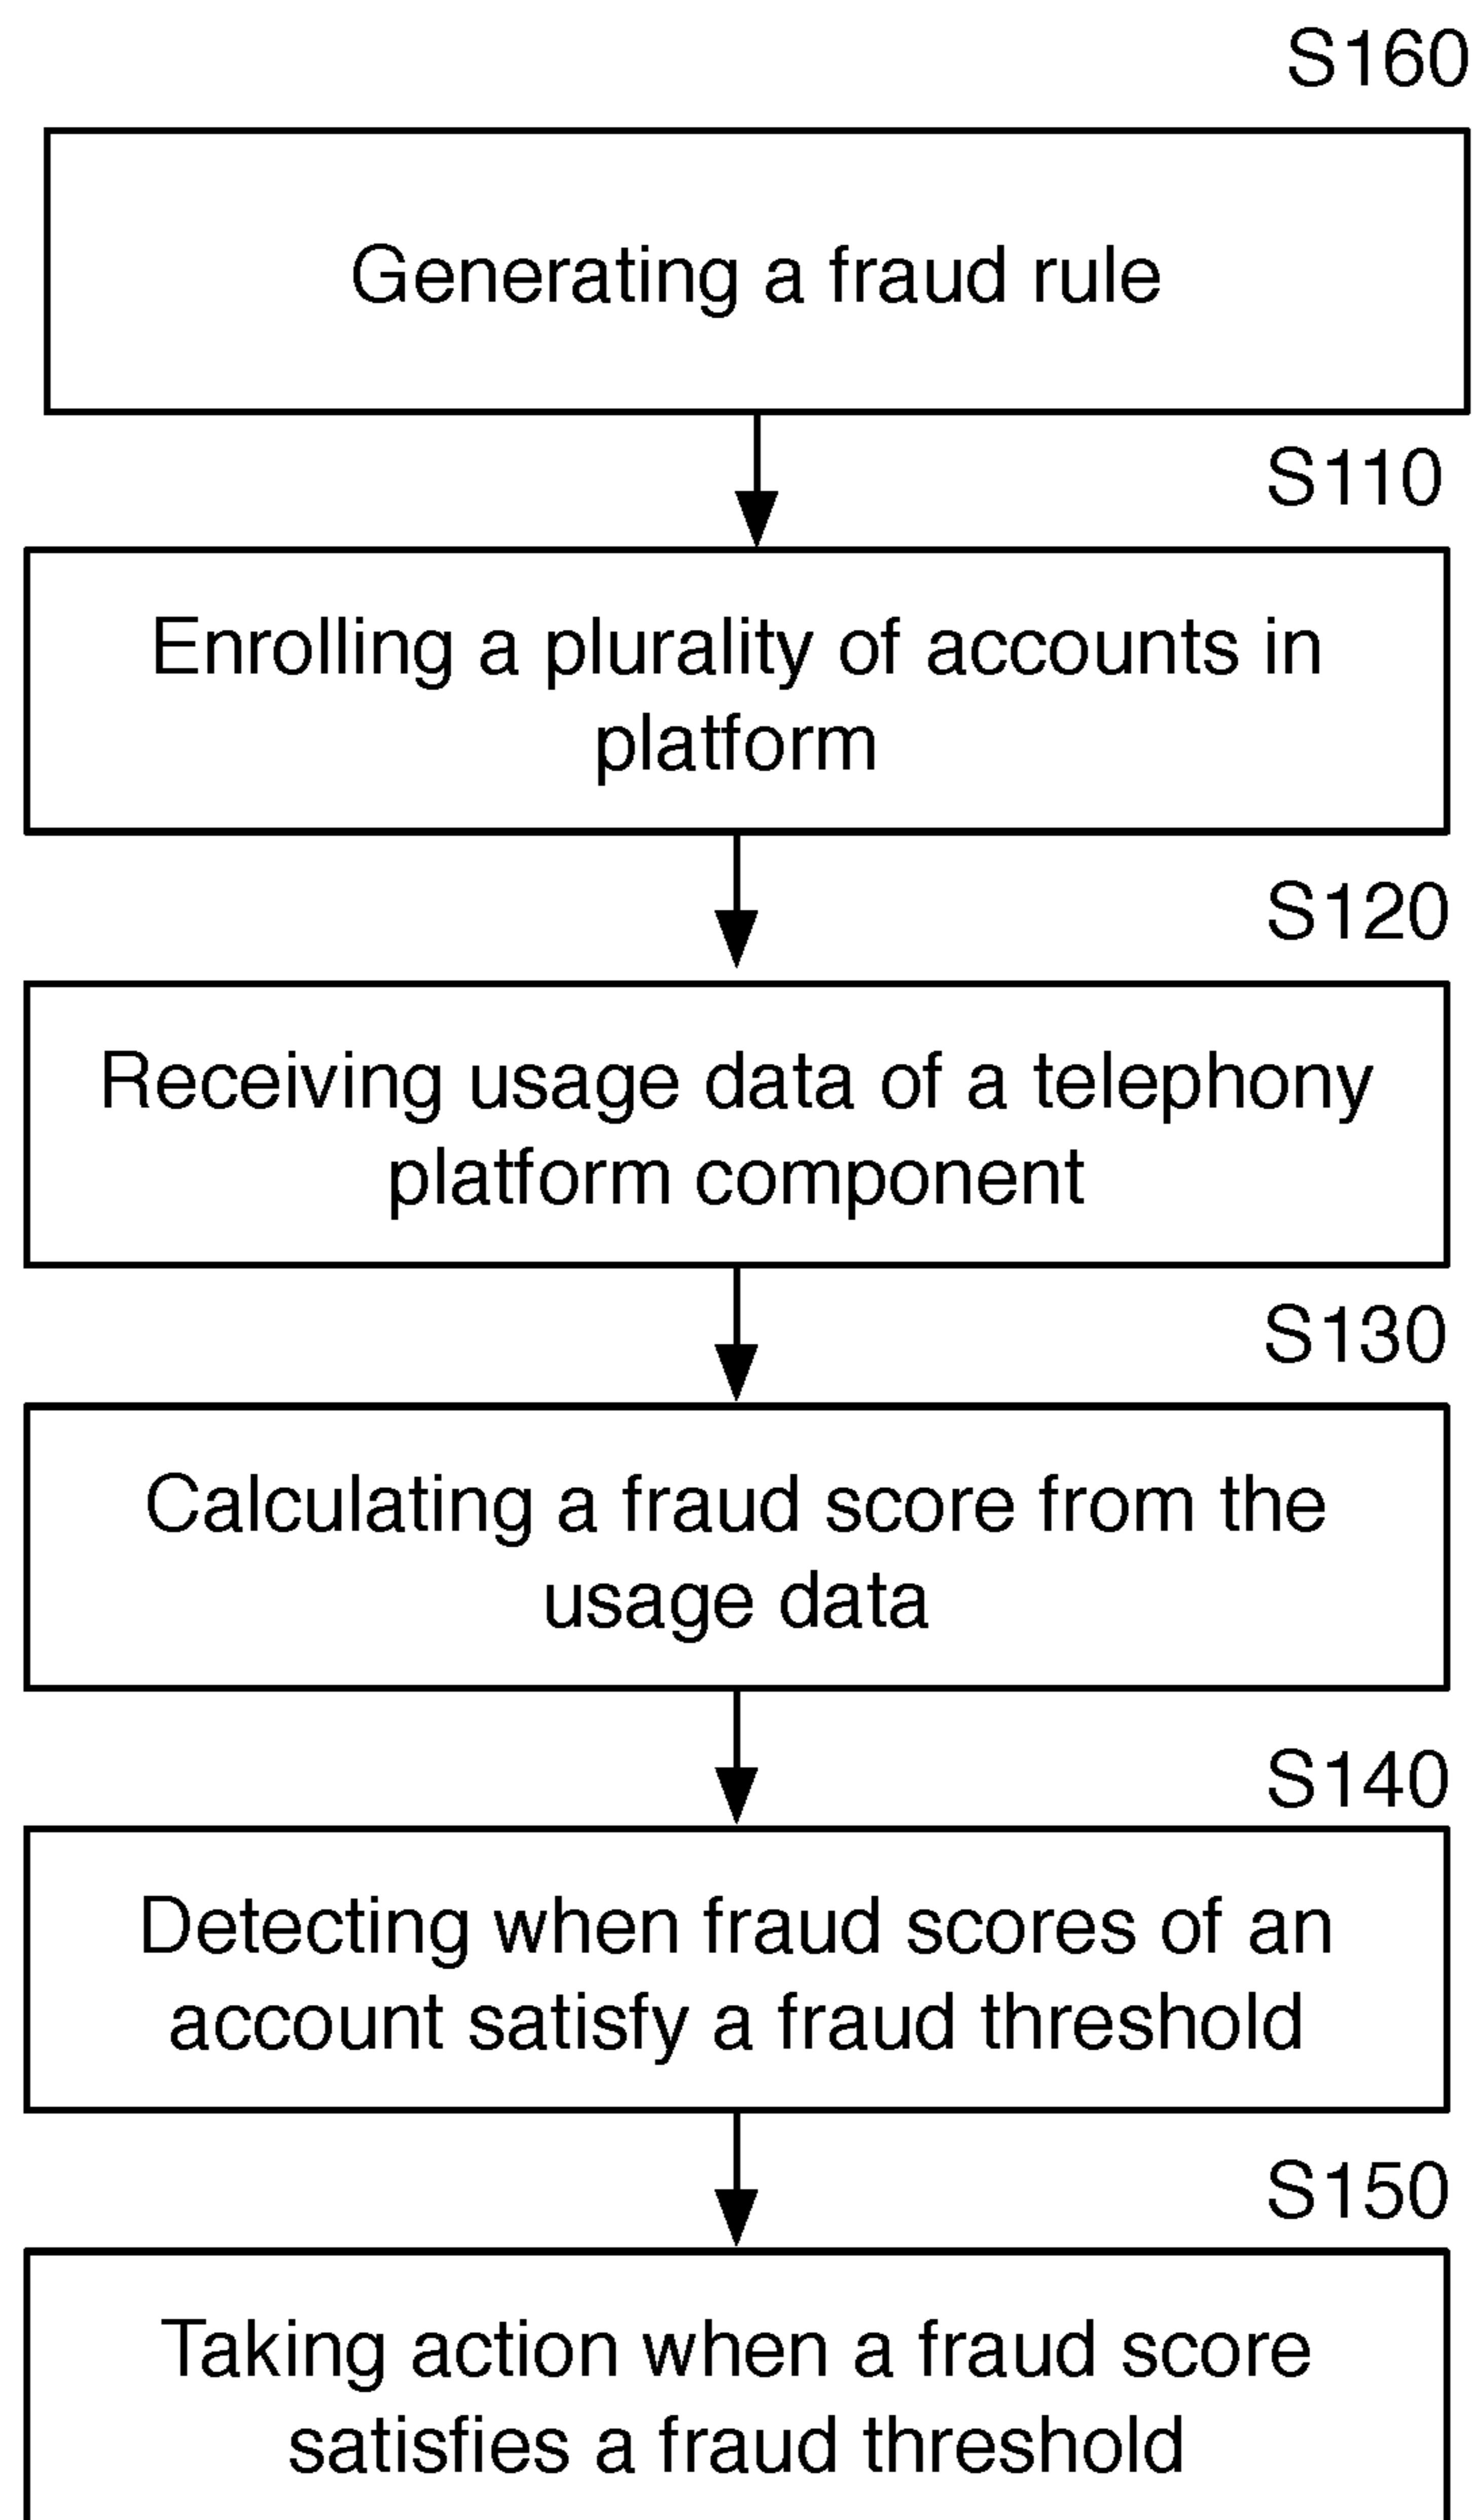 S160
Generating a fraud rule
S110
Enrolling a plurality of accounts in
platform
S120
Receiving usage data of a telephony
platform component
S130
Calculating a fraud score from the
usage data
S140
Detecting when fraud scores of an
account satisfy a fraud threshold
S150
Taking action when a fraud score
satisfies a fraud threshold